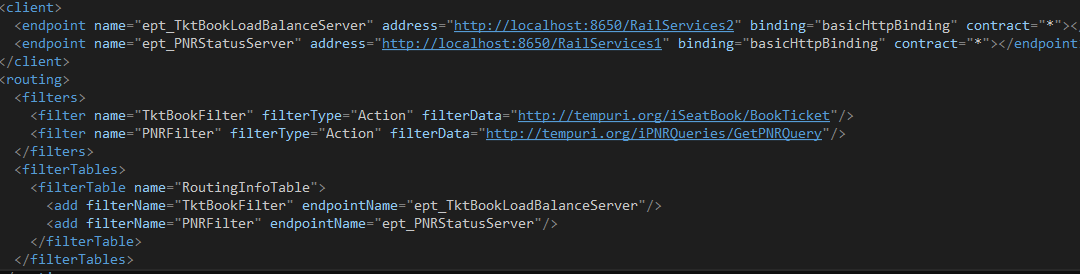 <client>
<endpoint name="ept_TktBookLoadBalanceServer" address="http://localhost:8650/RailServices2" binding="basicHttpBinding" contract="*"></
<endpoint name="ept_PNRStatusServer" address="http://localhost:8650/RailServices1" binding="basicHttpBinding" contract="*"></endpoint
</client>
<routing>
<filters>
<filter name="TktBookFilter" filterType="Action" filterData="http://tempuri.org/iSeatBook/BookTicket"/>
<filter name="PNRFilter" filterType="Action" filterData="http://tempuri.org/iPNRQueries/GetPNRQuery"/>
</filters>
<filterTables>
<filterTable name="RoutingInfoTable">
<add filterName="TktBookFilter" endpointName="ept_TktBookLoadBalanceServer"/>
<add filterName="PNRFilter" endpointName="ept_PNRStatusServer"/>
</filterTable>
</filterTables>